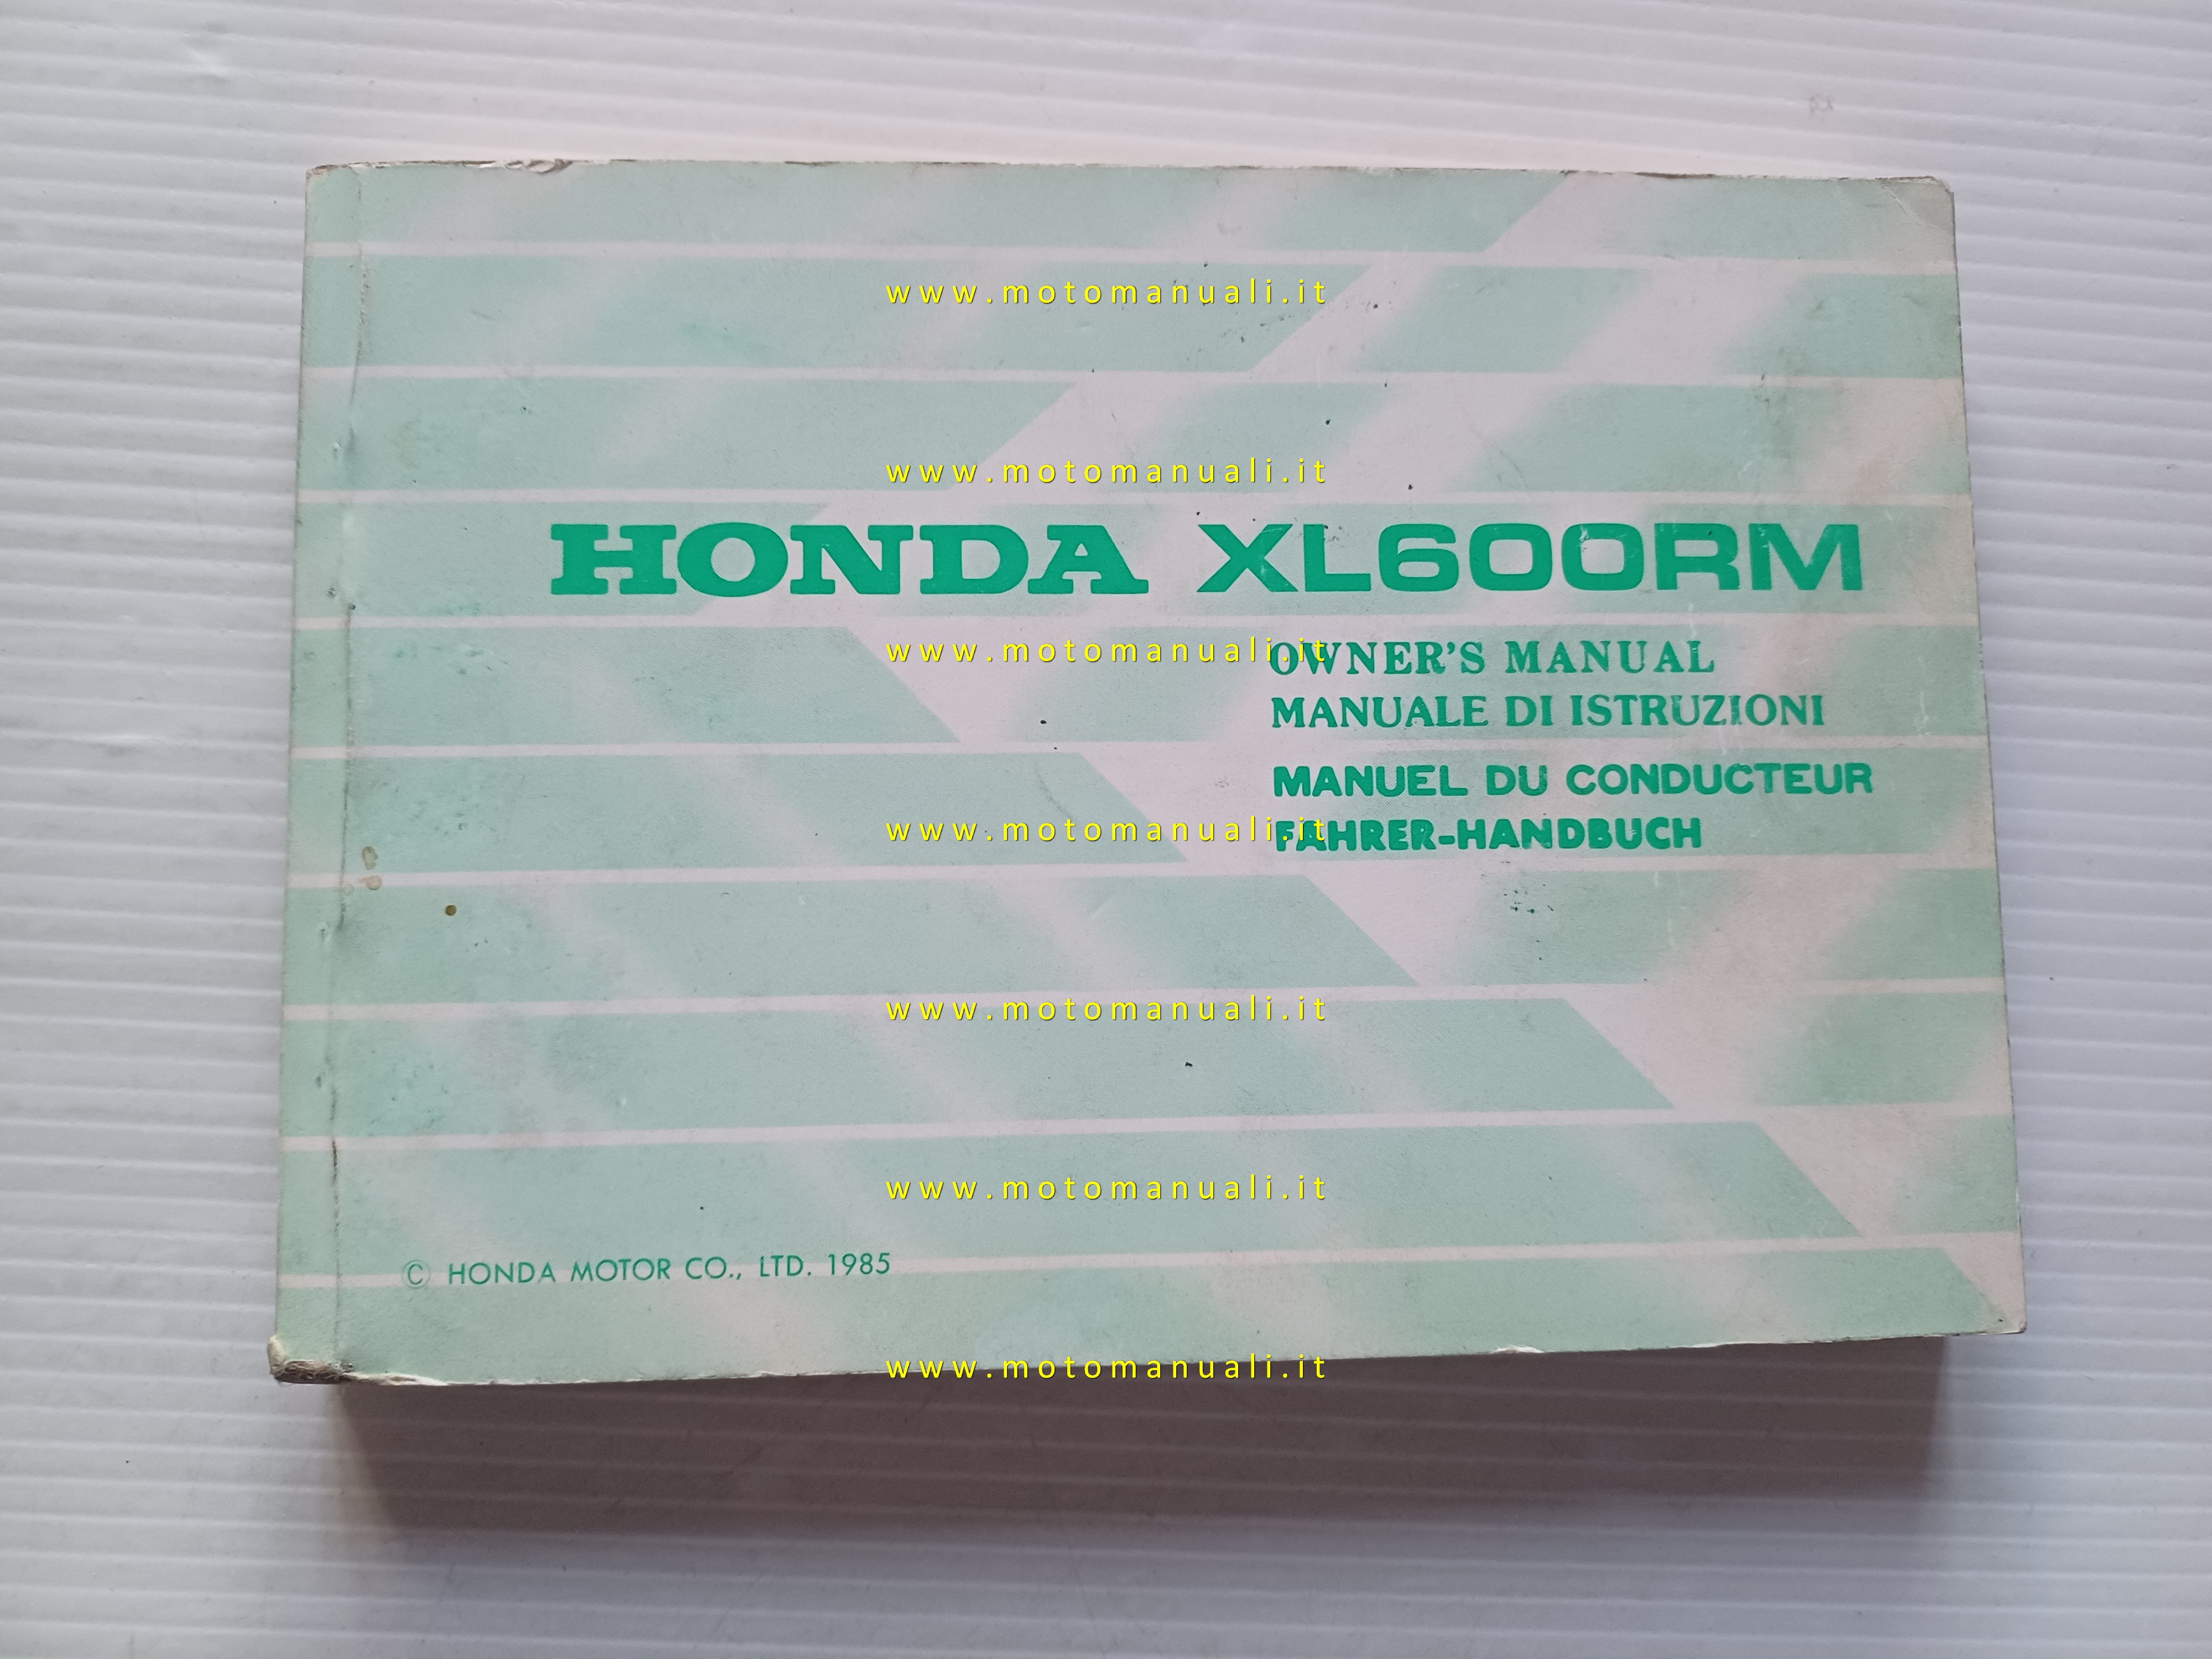 www.motomanuali.it
www.motomanuali.it
HONDA XL600RM
www.motomanuali.it
OWNER'S MANUAL
MANUALE DI ISTRUZIONI
MANUEL DU CONDUCTEUR
www.motomanuali.it
FAHRER-HANDBUCH
www.motomanuali.it
www.motomanuali.it
© HONDA MOTOR CO., LTD. 1985
www.motomanuali.it